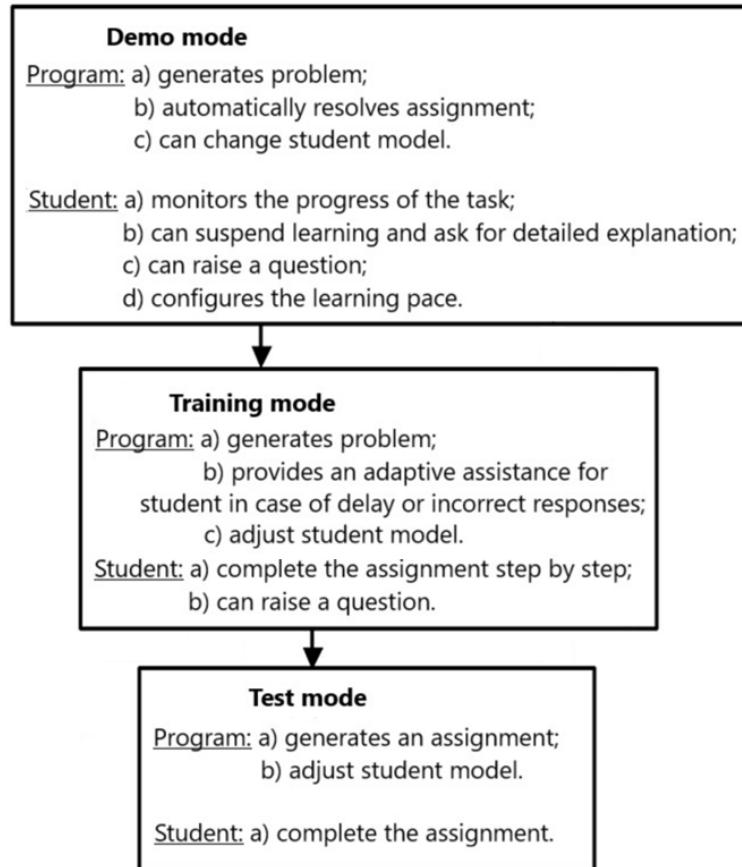 Demo mode
Program: a) generates problem;
b) automatically resolves assignment;
c) can change student model.
Student: a) monitors the progress of the task;
b) can suspend learning and ask for detailed explanation;
c) can raise a question;
d) configures the learning pace.
Training mode
Program: a) generates problem;
b) provides an adaptive assistance for
student in case of delay or incorrect responses;
c) adjust student model.
Student: a) complete the assignment step by step;
b) can raise a question.
Test mode
Program: a) generates an assignment;
b) adjust student model.
Student: a) complete the assignment.